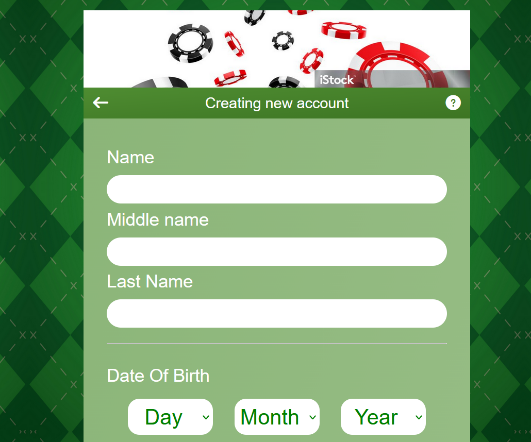 iStock
Creating new account
?
Name
Middle name
Last Name
Date Of Birth
Day Month Year